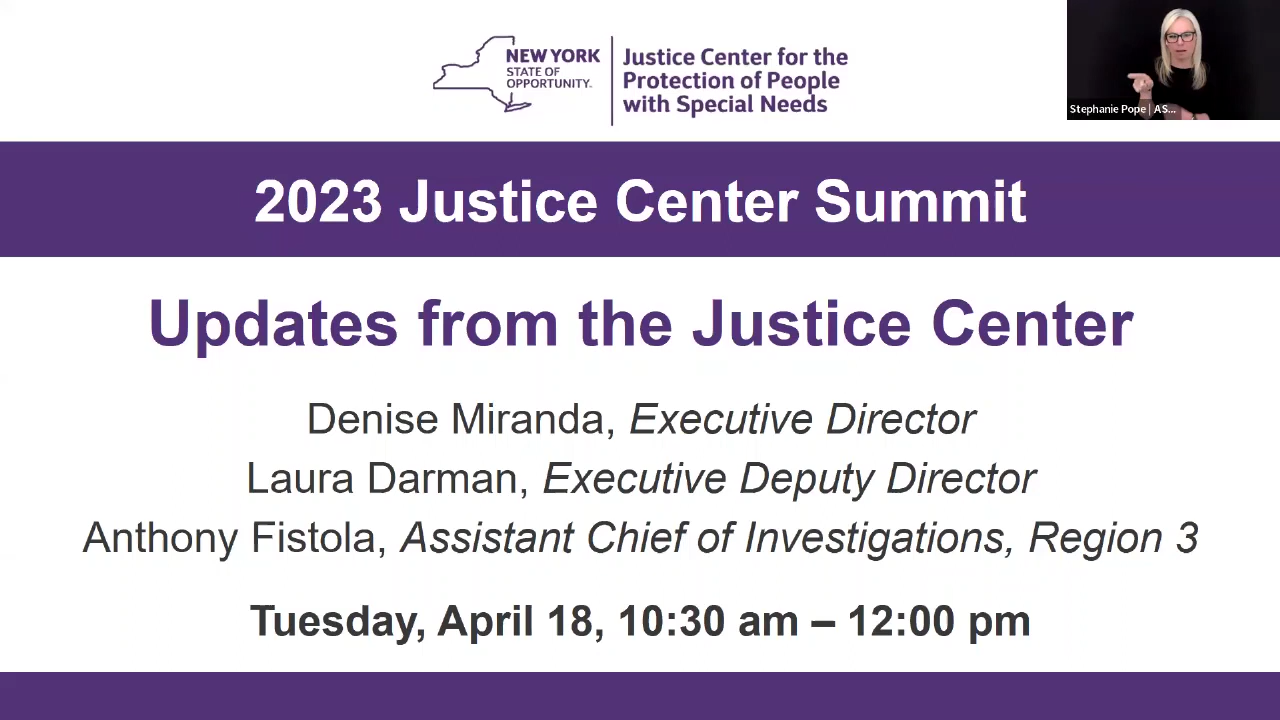 NEW YORK
STATE OF
OPPORTUNITY™
Justice Center for the
Protection of People
with Special Needs
Stephanie Pope | AS...
2023 Justice Center Summit
Updates from the Justice Center
Denise Miranda, Executive Director
Laura Darman, Executive Deputy Director
Anthony Fistola, Assistant Chief of Investigations, Region 3
Tuesday, April 18, 10:30 am – 12:00 pm